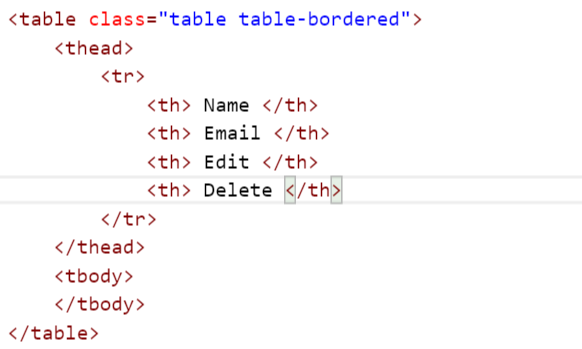 <table class="table table-bordered">
<thead>
<tr>
<th> Name </th>
<th> Email </th>
<th> Edit </th>
<th> Delete </th>
</tr>
</thead>
<tbody>
</tbody>
</table>